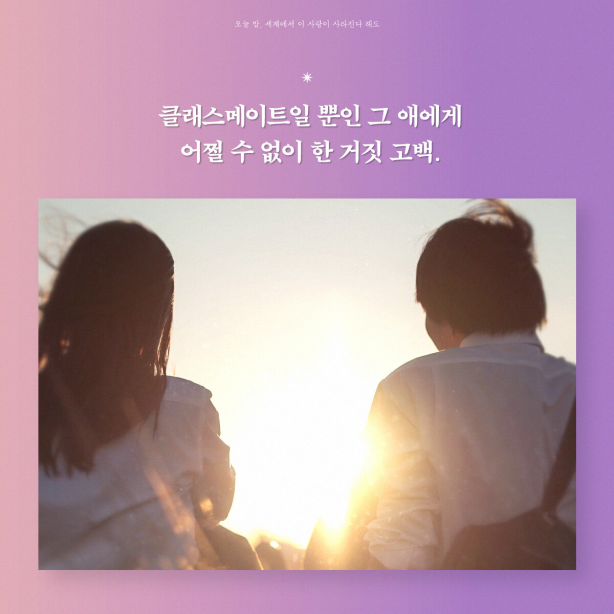 오늘 밤, 세계에서 이 사랑이 사라진다 해도
클래스메이트일 뿐인 그 애에게
어쩔 수 없이 한 거짓 고백.